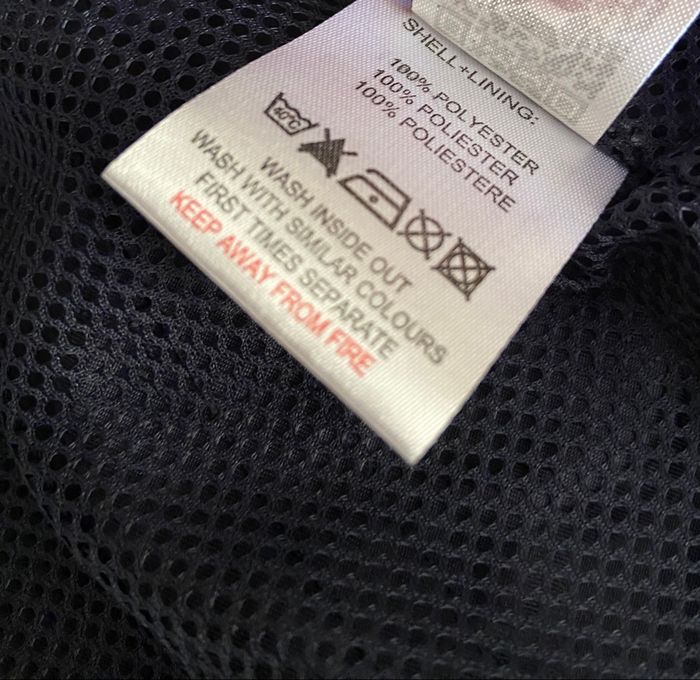 SHELL+LINING:
100% POLYESTER
100% POLIESTER
100% POLIESTERE
40°C
WASH INSIDE OUT
WASH WITH SIMILAR COLOURS
FIRST TIMES SEPARATE
KEEP AWAY FROM FIRE